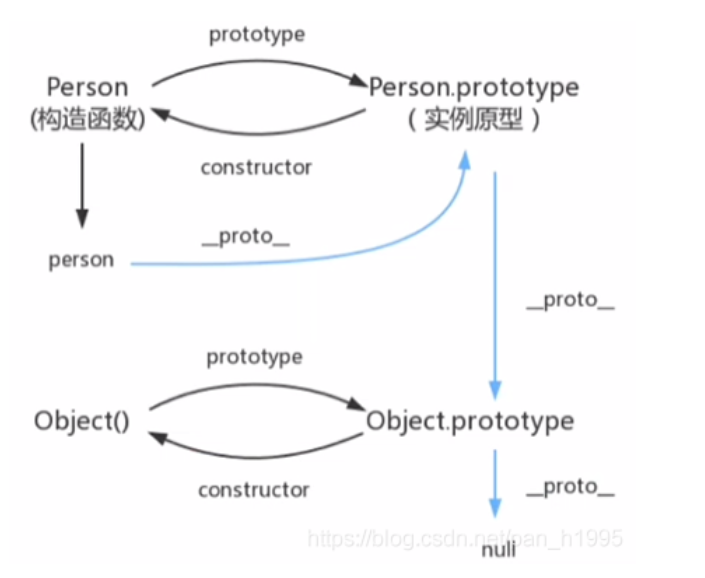 prototype
Person
Person.prototype
(构造函数)
（实例原型）
constructor
__proto__
person
__proto__
prototype
Object()
Object.prototype
constructor
__proto__
https://blog.csdn.net/pan_h1995
nuli